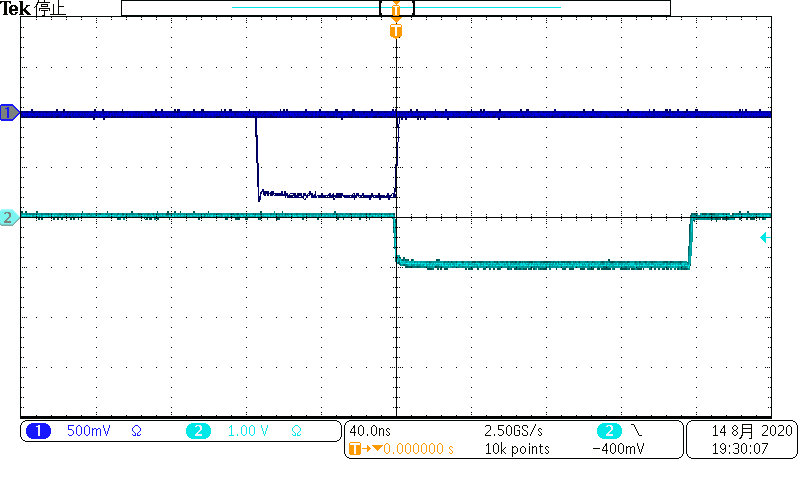 Tek 停止
T
T
1
2
1 500mV Ω 2 1.00 V Ω
40.0ns 2.50GS/s 2
T→▼0.000000 s 10k points −400mV
14 8月 2020
19:30:07